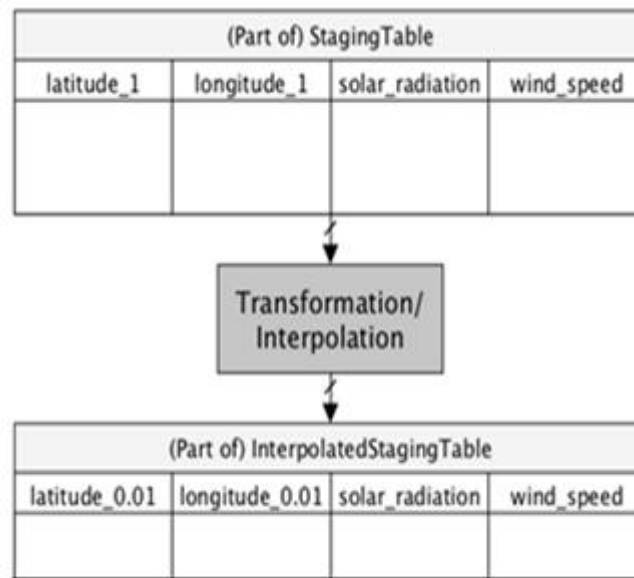 (Part of) StagingTable
latitude_1 longitude_1 solar_radiation wind_speed
Transformation/
Interpolation
(Part of) InterpolatedStagingTable
latitude_0.01 longitude_0.01 solar_radiation wind_speed